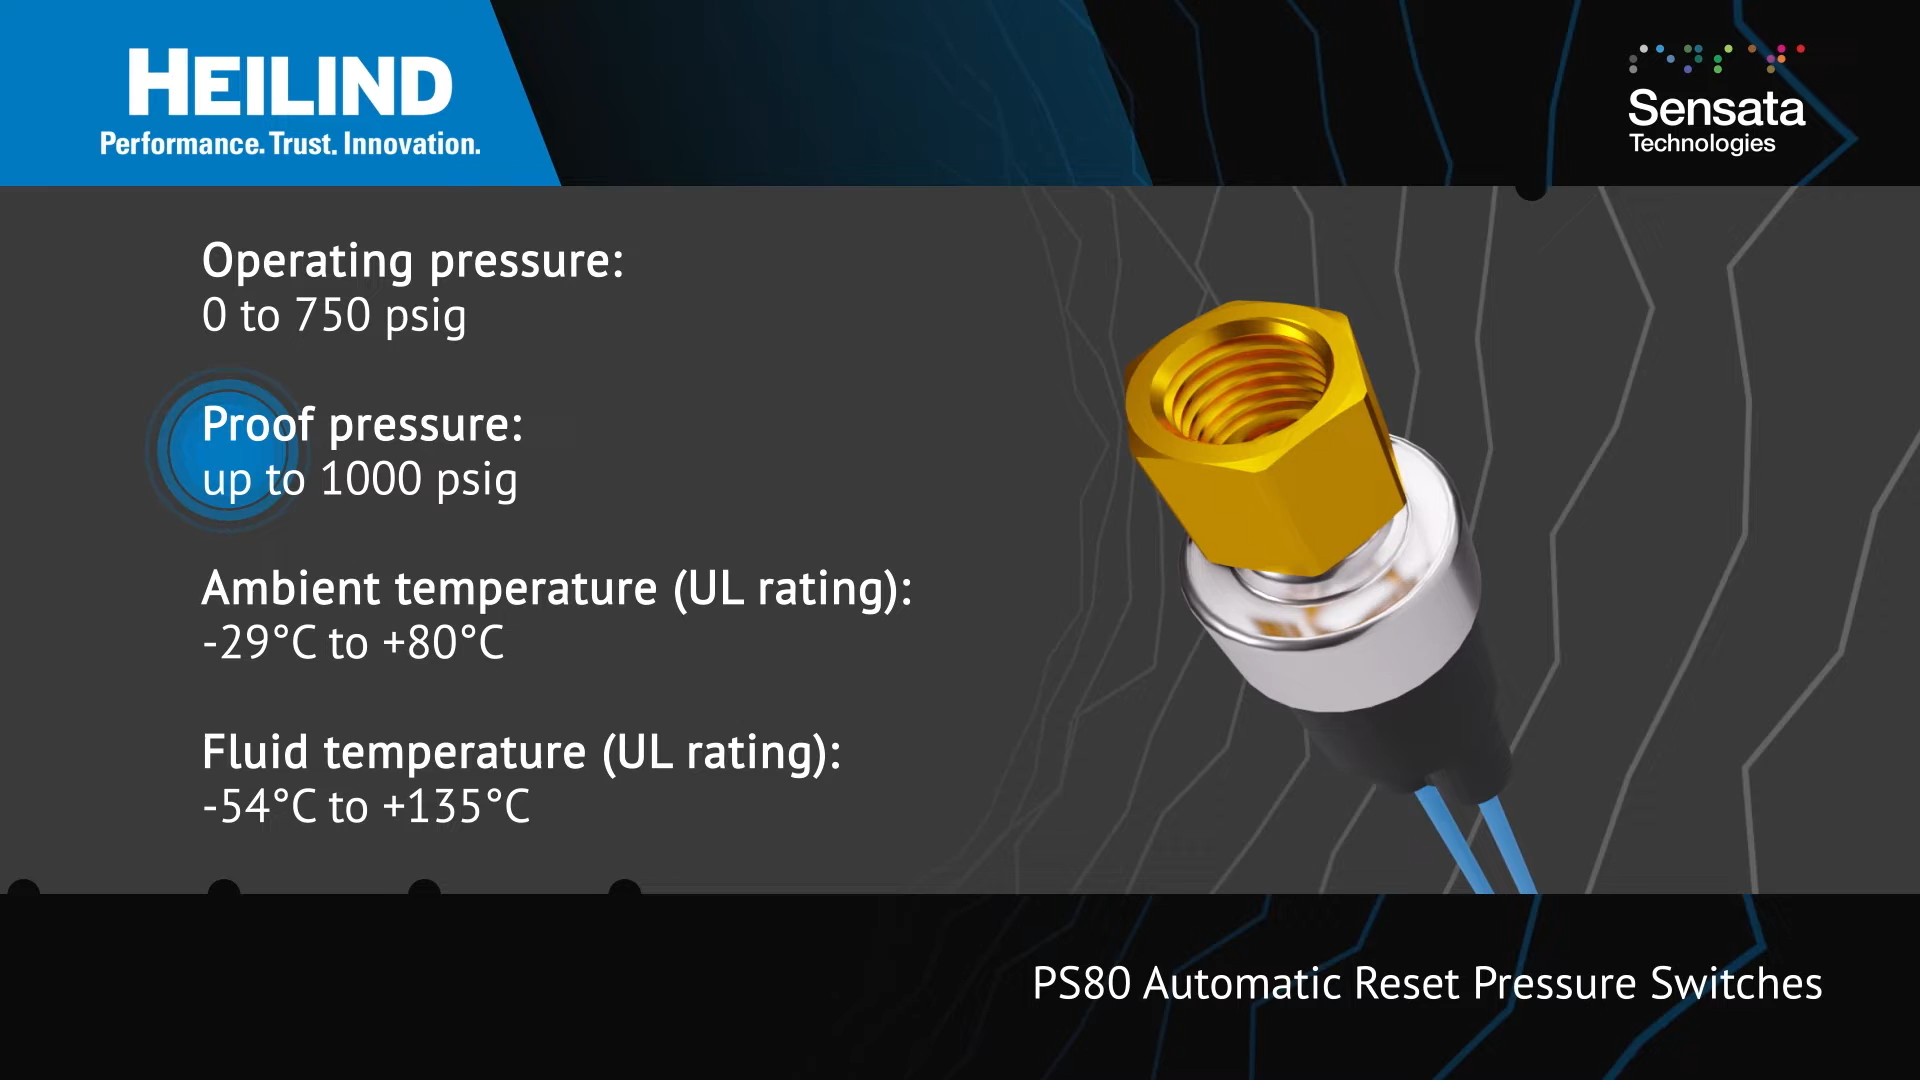 HEILIND
Performance. Trust. Innovation.
Sensata
Technologies
Operating pressure:
0 to 750 psig
Proof pressure:
up to 1000 psig
Ambient temperature (UL rating):
-29°C to +80°C
Fluid temperature (UL rating):
-54°C to +135°C
PS80 Automatic Reset Pressure Switches